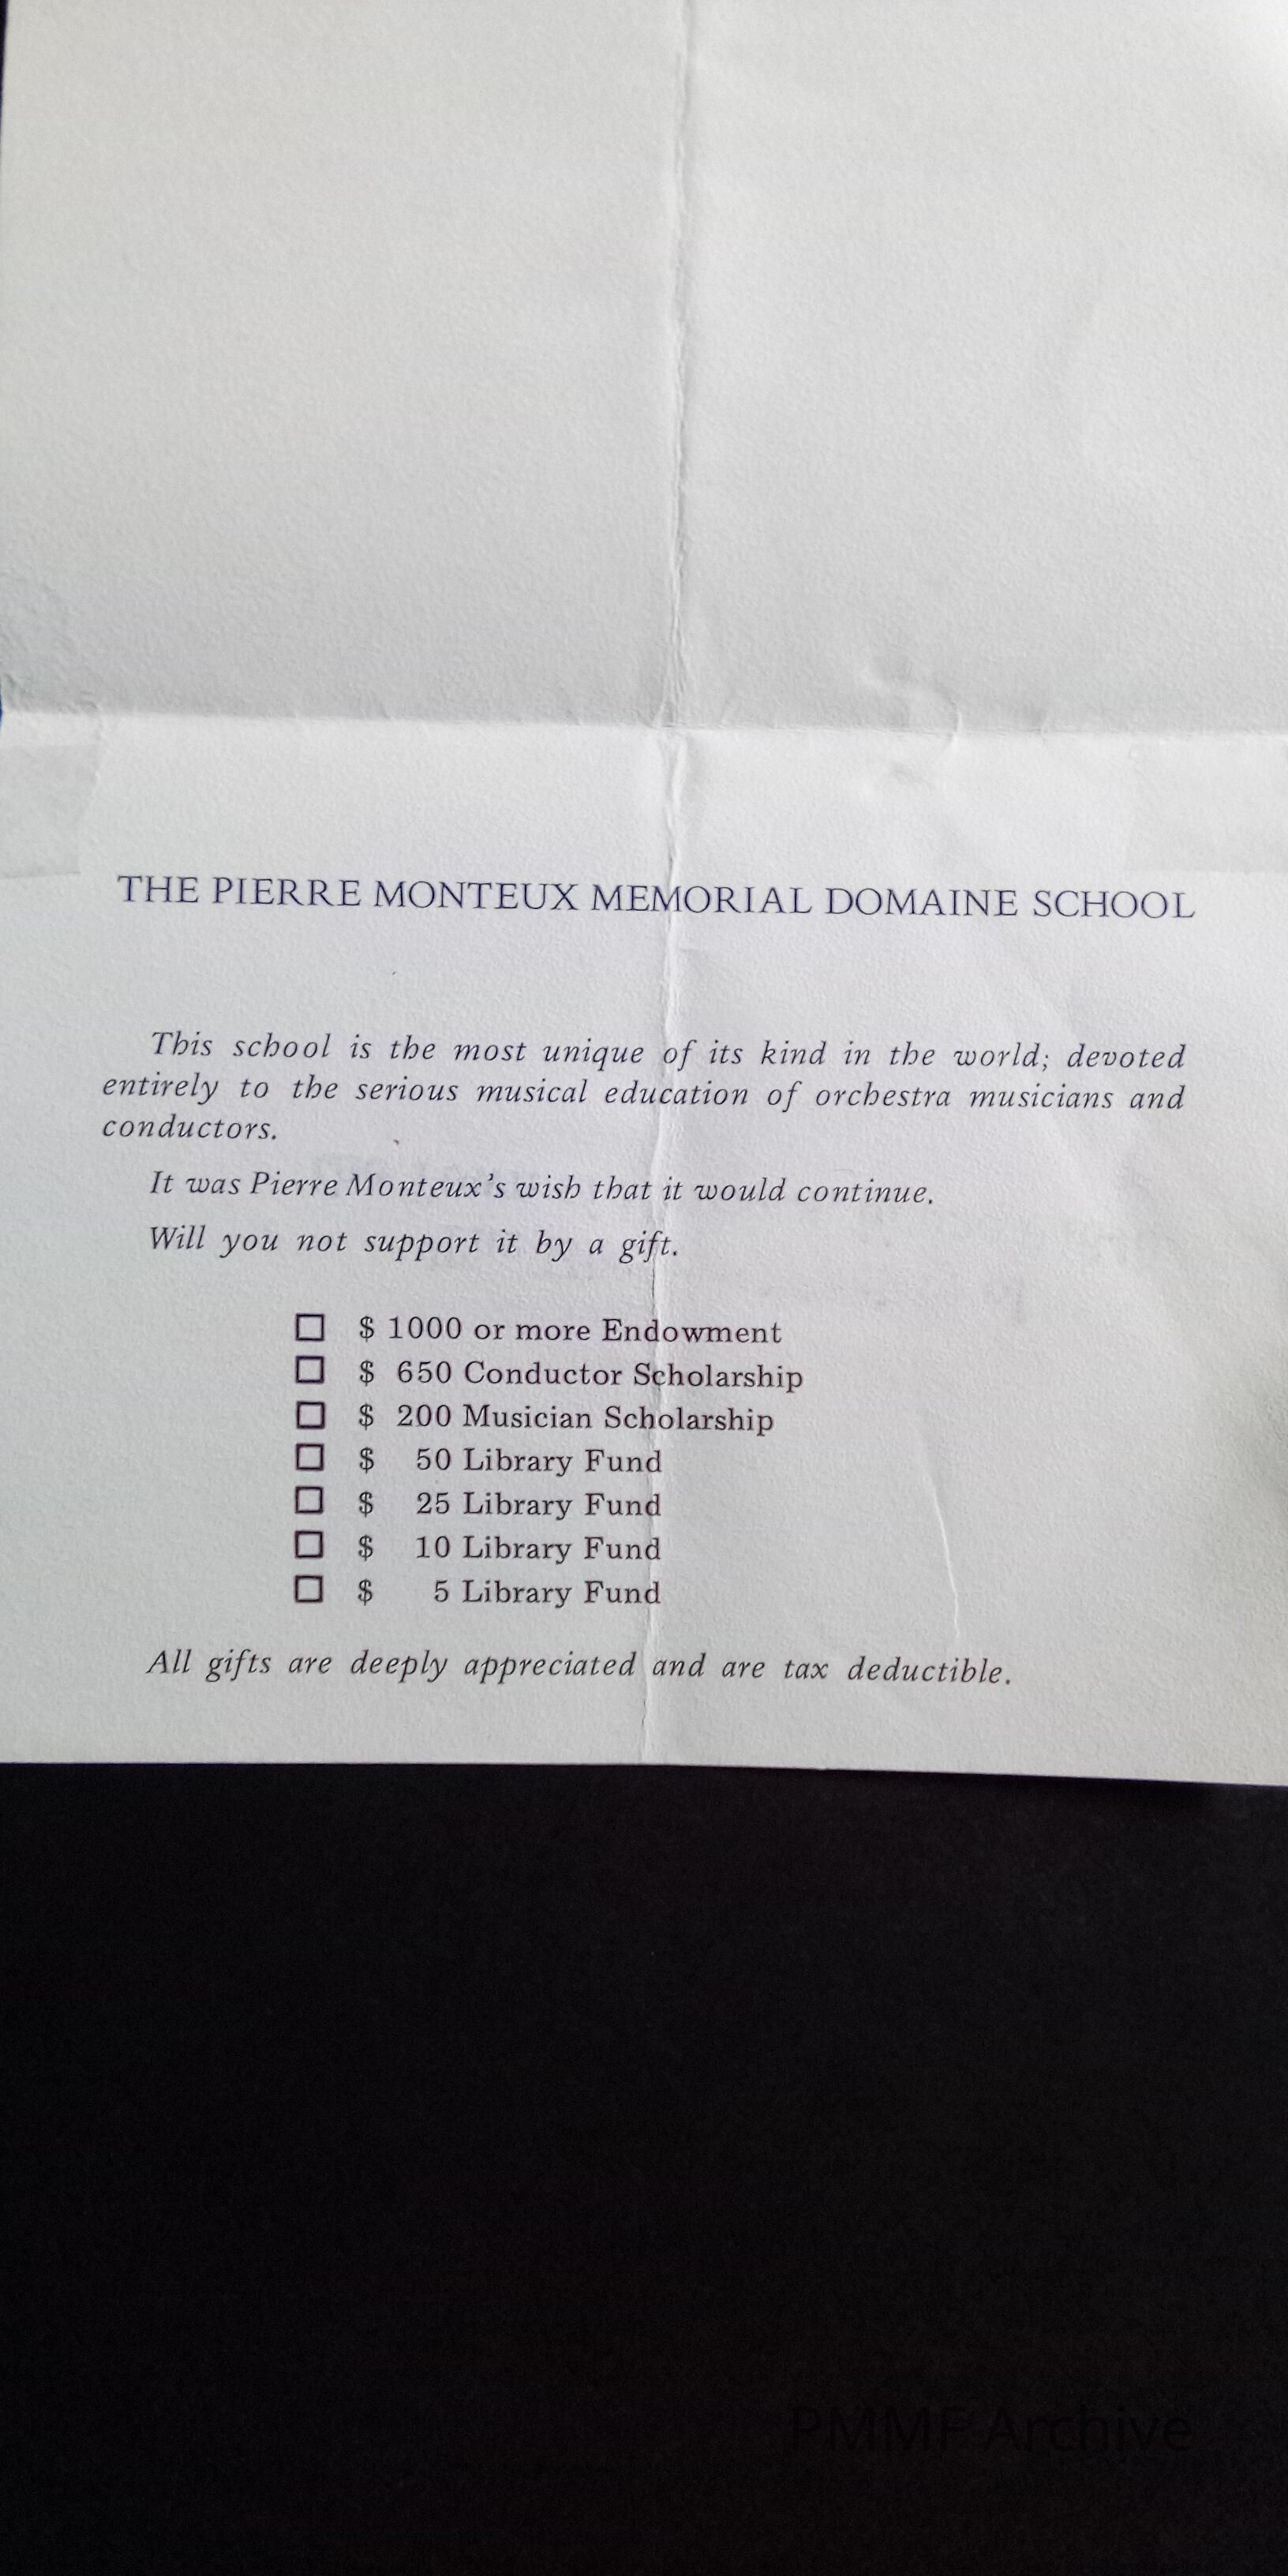 THE PIERRE MONTEUX MEMORIAL DOMAINE SCHOOL
This school is the most unique of its kind in the world; devoted
entirely to the serious musical education of orchestra musicians and
conductors.
It was Pierre Monteux's wish that it would continue.
Will you not support it by a gift.
☐ $ 1000 or more Endowment
☐ $ 650 Conductor Scholarship
☐ $ 200 Musician Scholarship
☐ $ 50 Library Fund
☐ $ 25 Library Fund
☐ $ 10 Library Fund
☐ $ 5 Library Fund
All gifts are deeply appreciated and are tax deductible.
PMMF Archive